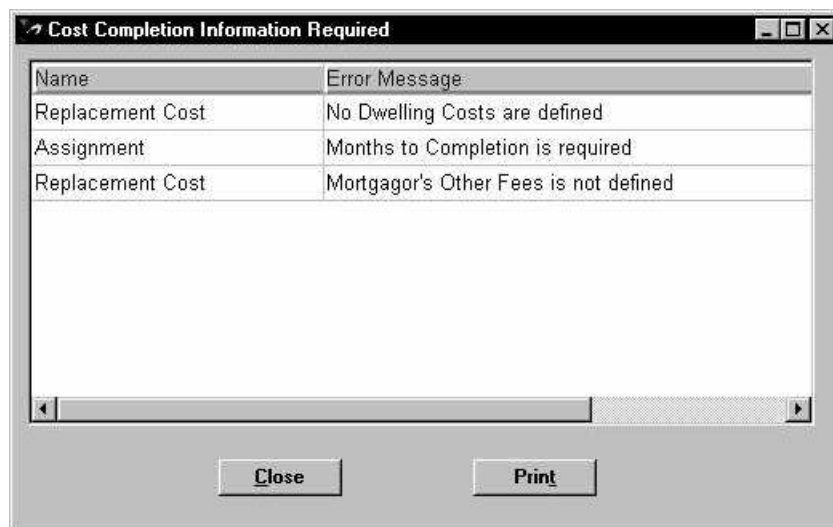 Cost Completion Information Required
Name Error Message
Replacement Cost No Dwelling Costs are defined
Assignment Months to Completion is required
Replacement Cost Mortgagor's Other Fees is not defined
Close Print